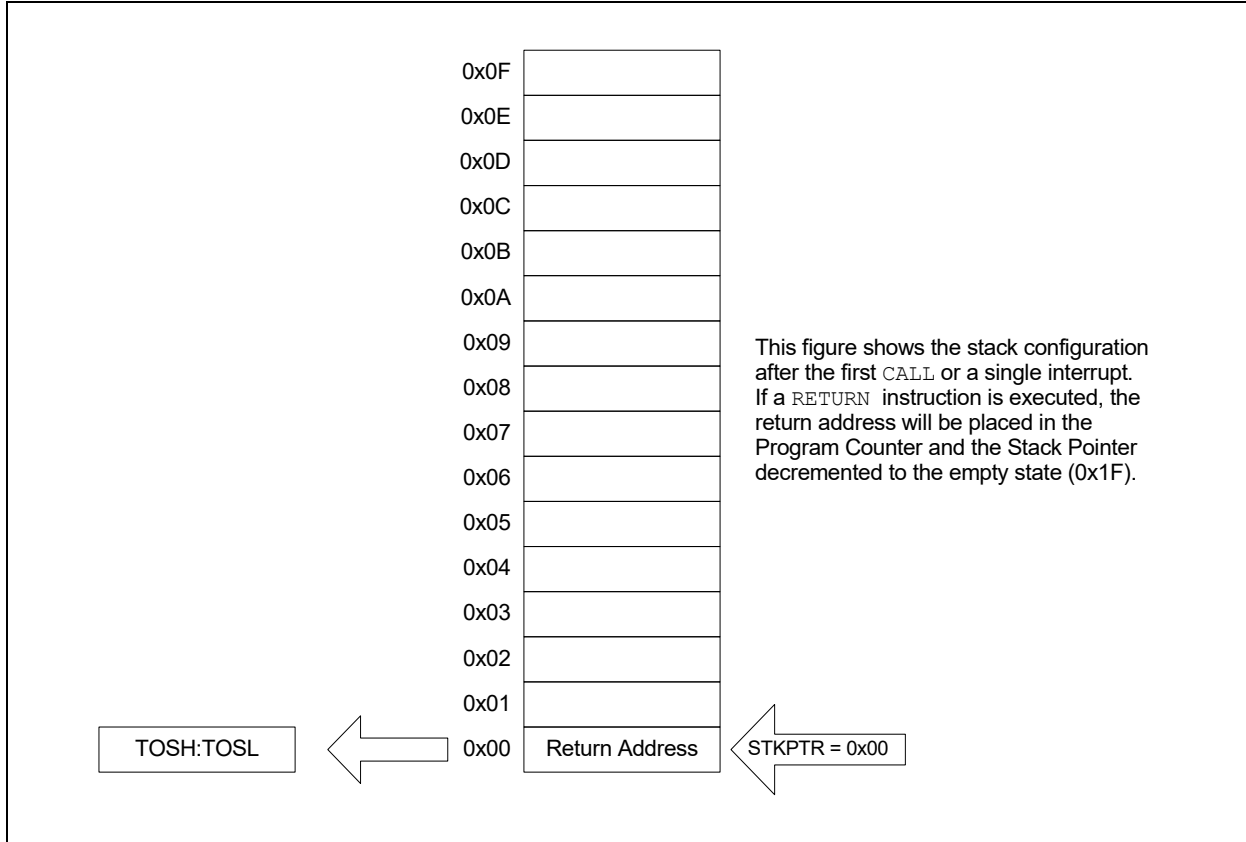 0x0F
0x0E
0x0D
0x0C
0x0B
0x0A
0x09
This figure shows the stack configuration
after the first CALL or a single interrupt.
0x08
If a RETURN instruction is executed, the
return address will be placed in the
0x07
Program Counter and the Stack Pointer
decremented to the empty state (0x1F).
0x06
0x05
0x04
0x03
0x02
0x01
TOSH:TOSL 0x00 Return Address STKPTR = 0x00